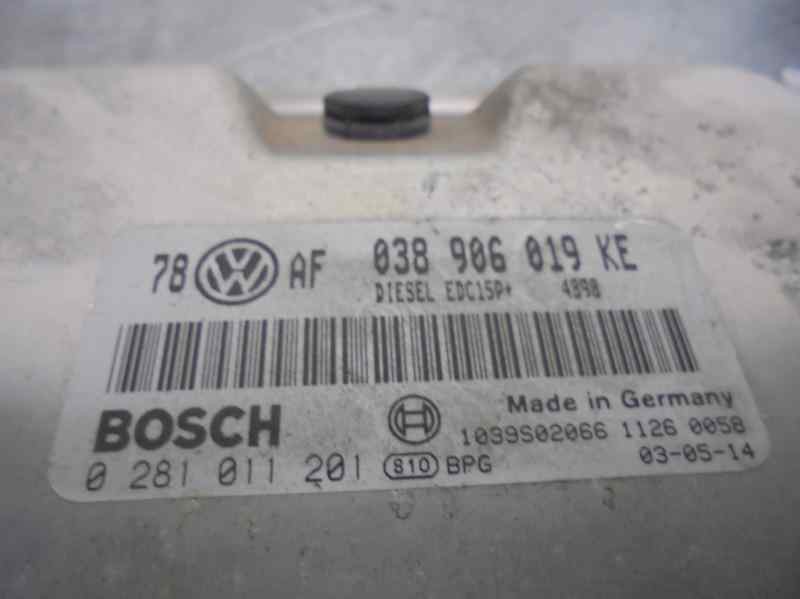 78 VW AF 038 906 019 KE
DIESEL EDC15P+ 4898
BOSCH
Made in Germany
1039S02066 1126 0058
0 281 011 201 810 BPG
03-05-14